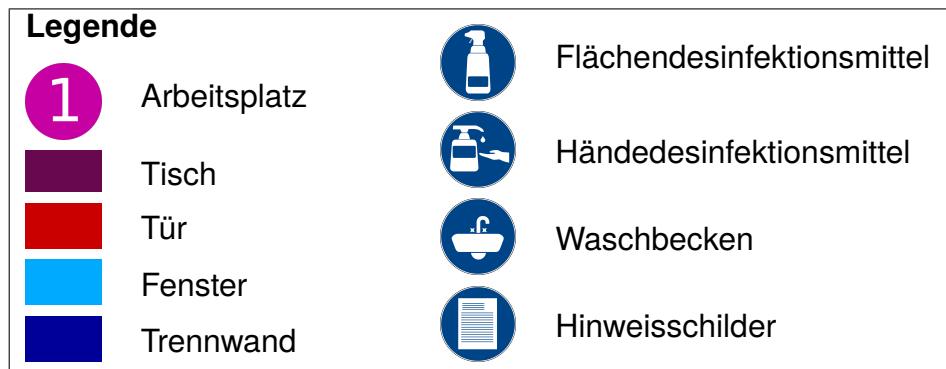 Legende
1 Arbeitsplatz
Tisch
Tür
Fenster
Trennwand
Flächendesinfektionsmittel
Händedesinfektionsmittel
Waschbecken
Hinweisschilder